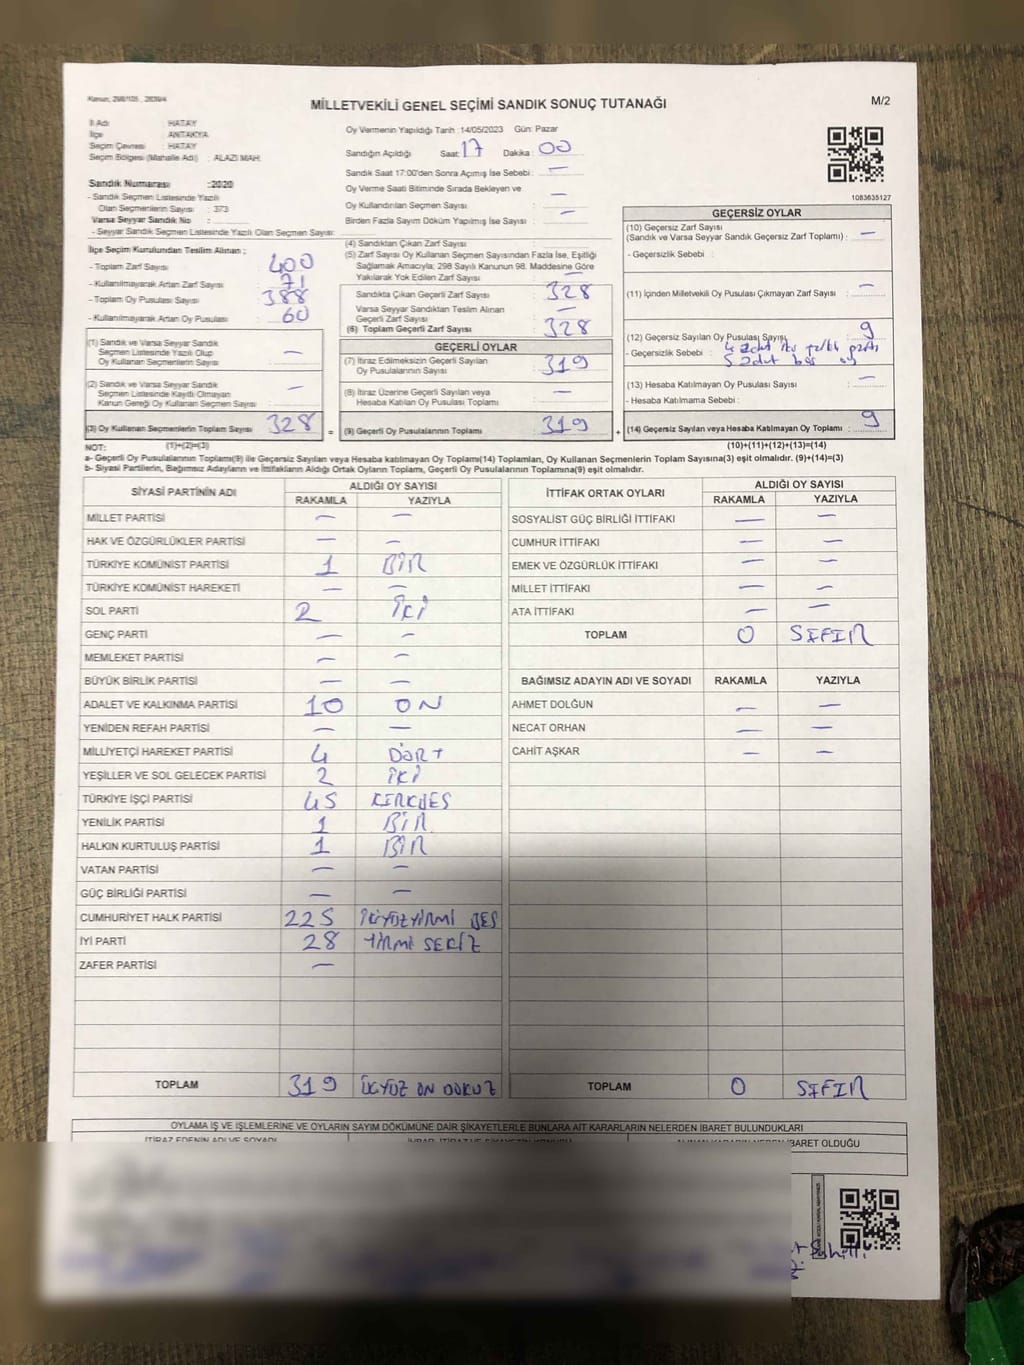 Kanun: 298/105 , 2839/4
MİLLETVEKİLİ GENEL SEÇİMİ SANDIK SONUÇ TUTANAĞI
M/2
İl Adı : HATAY
İlçe : ANTAKYA
Seçim Çevresi : HATAY
Seçim Bölgesi (Mahalle Adı) : ALAZI MAH.
Sandık Numarası : 2020
- Sandık Seçmen Listesinde Yazılı
Olan Seçmenlerin Sayısı : 373
Varsa Seyyar Sandık No :
- Seyyar Sandık Seçmen Listesinde Yazılı Olan Seçmen Sayısı:
Oy Vermenin Yapıldığı Tarih :14/05/2023 Gün: Pazar
Sandığın Açıldığı Saat: 17 Dakika : 00
Sandık Saat 17:00'den Sonra Açılmış İse Sebebi : —
Oy Verme Saati Bitiminde Sırada Bekleyen ve
Oy Kullandırılan Seçmen Sayısı : —
Birden Fazla Sayım Döküm Yapılmış İse Sayısı : —
1083635127
İlçe Seçim Kurulundan Teslim Alınan ;
- Toplam Zarf Sayısı : 400
- Kullanılmayarak Artan Zarf Sayısı : 71
- Toplam Oy Pusulası Sayısı : 388
- Kullanılmayarak Artan Oy Pusulası : 60
(1) Sandık ve Varsa Seyyar Sandık
Seçmen Listesinde Yazılı Olup
Oy Kullanan Seçmenlerin Sayısı : —
(2) Sandık ve Varsa Seyyar Sandık
Seçmen Listesinde Kayıtlı Olmayan
Kanun Gereği Oy Kullanan Seçmen Sayısı : —
(3) Oy Kullanan Seçmenlerin Toplam Sayısı : 328
(4) Sandıktan Çıkan Zarf Sayısı :
(5) Zarf Sayısı Oy Kullanan Seçmen Sayısından Fazla İse, Eşitliği
Sağlamak Amacıyla; 298 Sayılı Kanunun 98. Maddesine Göre
Yakılarak Yok Edilen Zarf Sayısı : —
Sandıkta Çıkan Geçerli Zarf Sayısı : 328
Varsa Seyyar Sandıktan Teslim Alınan
Geçerli Zarf Sayısı : —
(6) Toplam Geçerli Zarf Sayısı : 328
GEÇERLİ OYLAR
(7) İtiraz Edilmeksizin Geçerli Sayılan
Oy Pusulalarının Sayısı : 319
(8) İtiraz Üzerine Geçerli Sayılan veya
Hesaba Katılan Oy Pusulası Toplamı : —
= (9) Geçerli Oy Pusulalarının Toplamı : 319
GEÇERSİZ OYLAR
(10) Geçersiz Zarf Sayısı
(Sandık ve Varsa Seyyar Sandık Geçersiz Zarf Toplamı) : —
- Geçersizlik Sebebi :
(11) İçinden Milletvekili Oy Pusulası Çıkmayan Zarf Sayısı : —
(12) Geçersiz Sayılan Oy Pusulası Sayısı : 9
- Geçersizlik Sebebi : 4 adet iki farklı parti
5 adet boş oy
(13) Hesaba Katılmayan Oy Pusulası Sayısı : —
- Hesaba Katılmama Sebebi :
+ (14) Geçersiz Sayılan veya Hesaba Katılmayan Oy Toplamı : 9
NOT: (1)+(2)=(3)
(10)+(11)+(12)+(13)=(14)
a- Geçerli Oy Pusulalarının Toplamı(9) ile Geçersiz Sayılan veya Hesaba Katılmayan Oy Toplamı(14) Toplamları, Oy Kullanan Seçmenlerin Toplam Sayısına(3) eşit olmalıdır. (9)+(14)=(3)
b- Siyasi Partilerin, Bağımsız Adayların ve İttifakların Aldığı Ortak Oyların Toplamı, Geçerli Oy Pusulalarının Toplamına(9) eşit olmalıdır.
SİYASİ PARTİNİN ADI ALDIĞI OY SAYISI
RAKAMLA YAZIYLA
MİLLET PARTİSİ — —
HAK VE ÖZGÜRLÜKLER PARTİSİ — —
TÜRKİYE KOMÜNİST PARTİSİ 1 BİR
TÜRKİYE KOMÜNİST HAREKETİ — —
SOL PARTİ 2 İKİ
GENÇ PARTİ — —
MEMLEKET PARTİSİ — —
BÜYÜK BİRLİK PARTİSİ — —
ADALET VE KALKINMA PARTİSİ 10 ON
YENİDEN REFAH PARTİSİ — —
MİLLİYETÇİ HAREKET PARTİSİ 4 DÖRT
YEŞİLLER VE SOL GELECEK PARTİSİ 2 İKİ
TÜRKİYE İŞÇİ PARTİSİ 45 KIRKBEŞ
YENİLİK PARTİSİ 1 BİR
HALKIN KURTULUŞ PARTİSİ 1 BİR
VATAN PARTİSİ — —
GÜÇ BİRLİĞİ PARTİSİ — —
CUMHURİYET HALK PARTİSİ 225 İKİYÜZYİRMİ BEŞ
İYİ PARTİ 28 YİRMİ SEKİZ
ZAFER PARTİSİ —
TOPLAM 319 ÜÇYÜZ ON DOKUZ
İTTİFAK ORTAK OYLARI ALDIĞI OY SAYISI
RAKAMLA YAZIYLA
SOSYALİST GÜÇ BİRLİĞİ İTTİFAKI — —
CUMHUR İTTİFAKI — —
EMEK VE ÖZGÜRLÜK İTTİFAKI — —
MİLLET İTTİFAKI — —
ATA İTTİFAKI — —
TOPLAM 0 SIFIR
BAĞIMSIZ ADAYIN ADI VE SOYADI RAKAMLA YAZIYLA
AHMET DOLĞUN — —
NECAT ORHAN — —
CAHİT AŞKAR — —
TOPLAM 0 SIFIR
OYLAMA İŞ VE İŞLEMLERİNE VE OYLARIN SAYIM DÖKÜMÜNE DAİR ŞİKAYETLERLE BUNLARA AİT KARARLARIN NELERDEN İBARET BULUNDUKLARI
İTİRAZ EDENİN ADI VE SOYADI
İBARET OLDUĞU